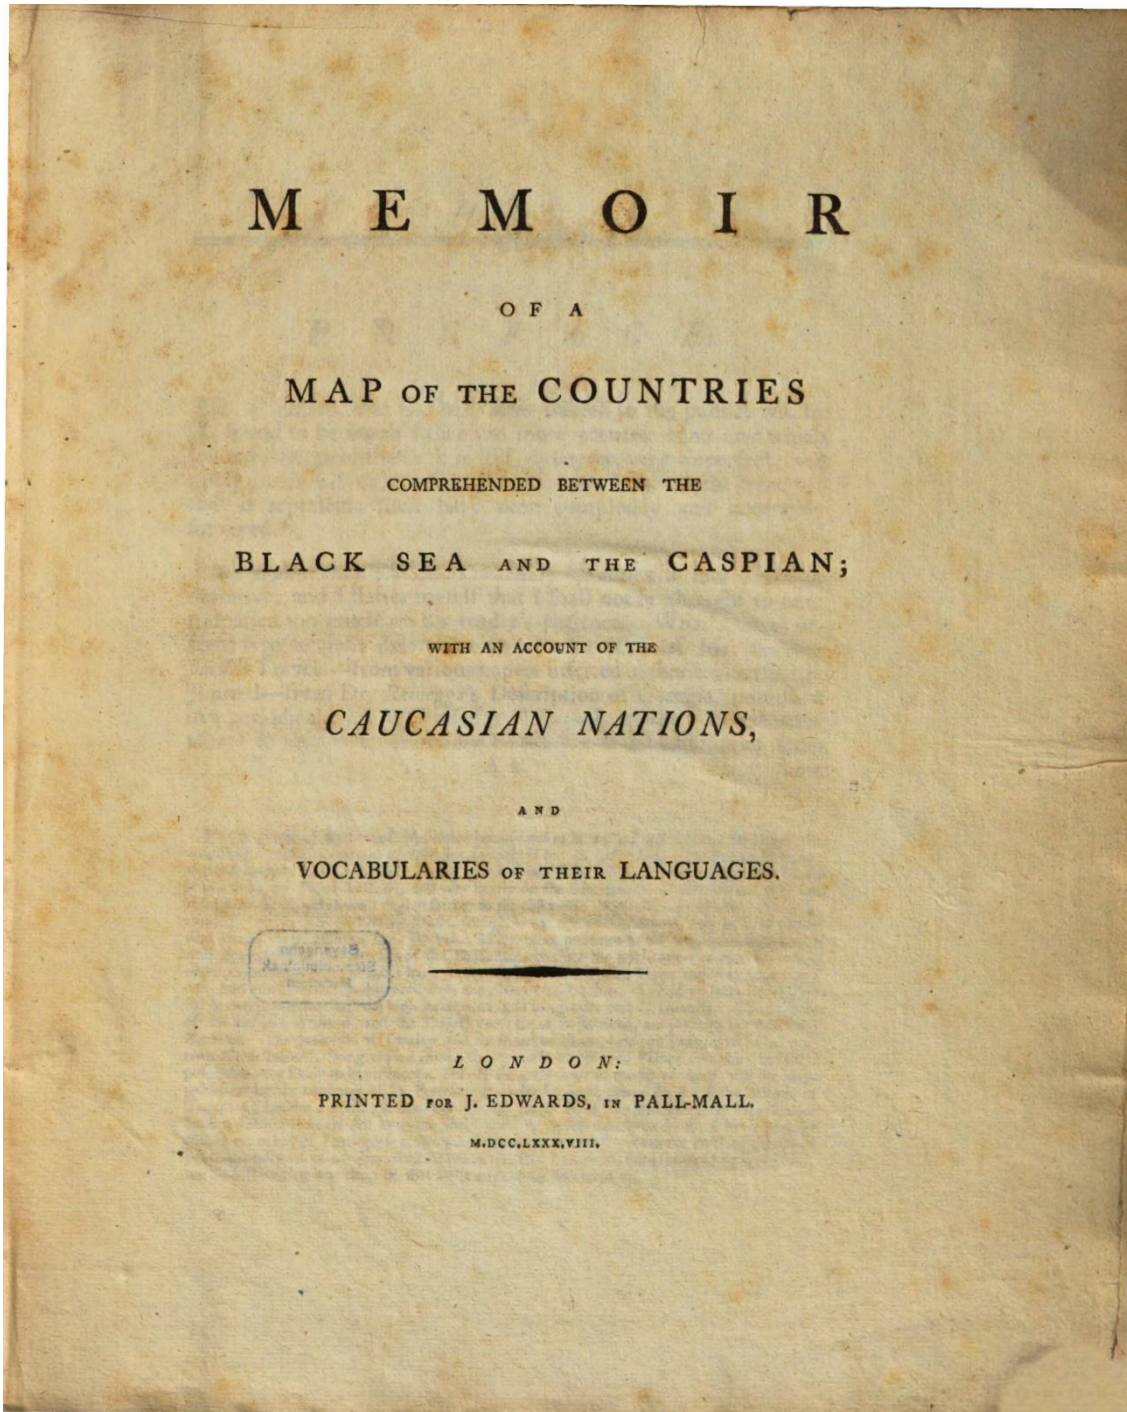 MEMOIR
OF A
MAP OF THE COUNTRIES
COMPREHENDED BETWEEN THE
BLACK SEA AND THE CASPIAN;
WITH AN ACCOUNT OF THE
CAUCASIAN NATIONS,
AND
VOCABULARIES OF THEIR LANGUAGES.
LONDON:
PRINTED FOR J. EDWARDS, IN PALL-MALL.
M.DCC.LXXX.VIII.